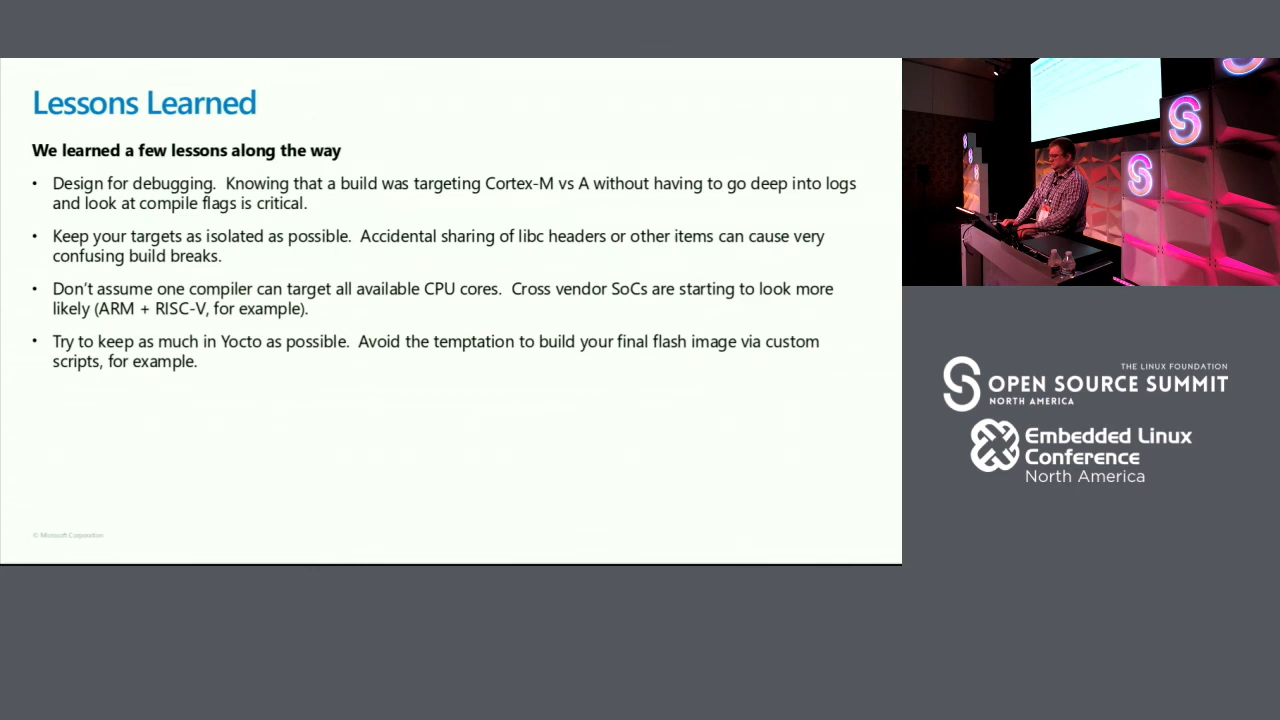 Lessons Learned
We learned a few lessons along the way
• Design for debugging.  Knowing that a build was targeting Cortex-M vs A without having to go deep into logs
and look at compile flags is critical.
• Keep your targets as isolated as possible.  Accidental sharing of libc headers or other items can cause very
confusing build breaks.
• Don’t assume one compiler can target all available CPU cores.  Cross vendor SoCs are starting to look more
likely (ARM + RISC-V, for example).
• Try to keep as much in Yocto as possible.  Avoid the temptation to build your final flash image via custom
scripts, for example.
© Microsoft Corporation
THE LINUX FOUNDATION
OPEN SOURCE SUMMIT
NORTH AMERICA
Embedded Linux
Conference
North America